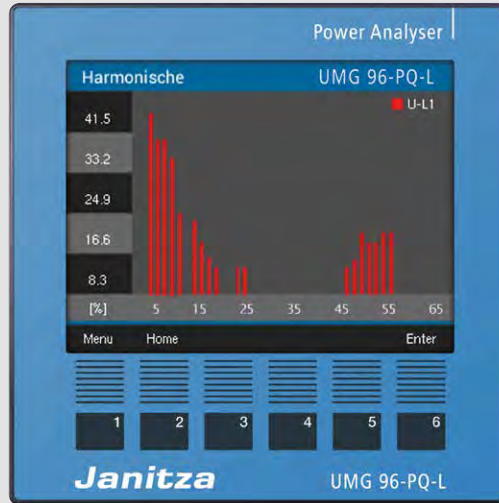 Power Analyser
Harmonische UMG 96-PQ-L
U-L1
41.5
33.2
24.9
16.6
8.3
[%] 5 15 25 35 45 55 65
Menu Home Enter
1 2 3 4 5 6
Janitza UMG 96-PQ-L